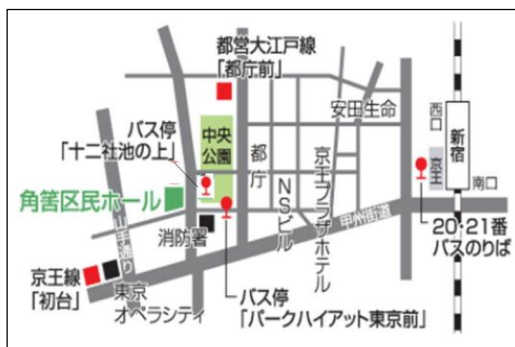 都営大江戸線
「都庁前」
バス停
「十二社池の上」
中央
公園
都庁
安田生命
西口
新宿
京王
南口
角筈区民ホール
消防署
NSビル
京王プラザホテル
甲州街道
20・21番
バスのりば
山手通り
京王線
「初台」
東京
オペラシティ
バス停
「パークハイアット東京前」